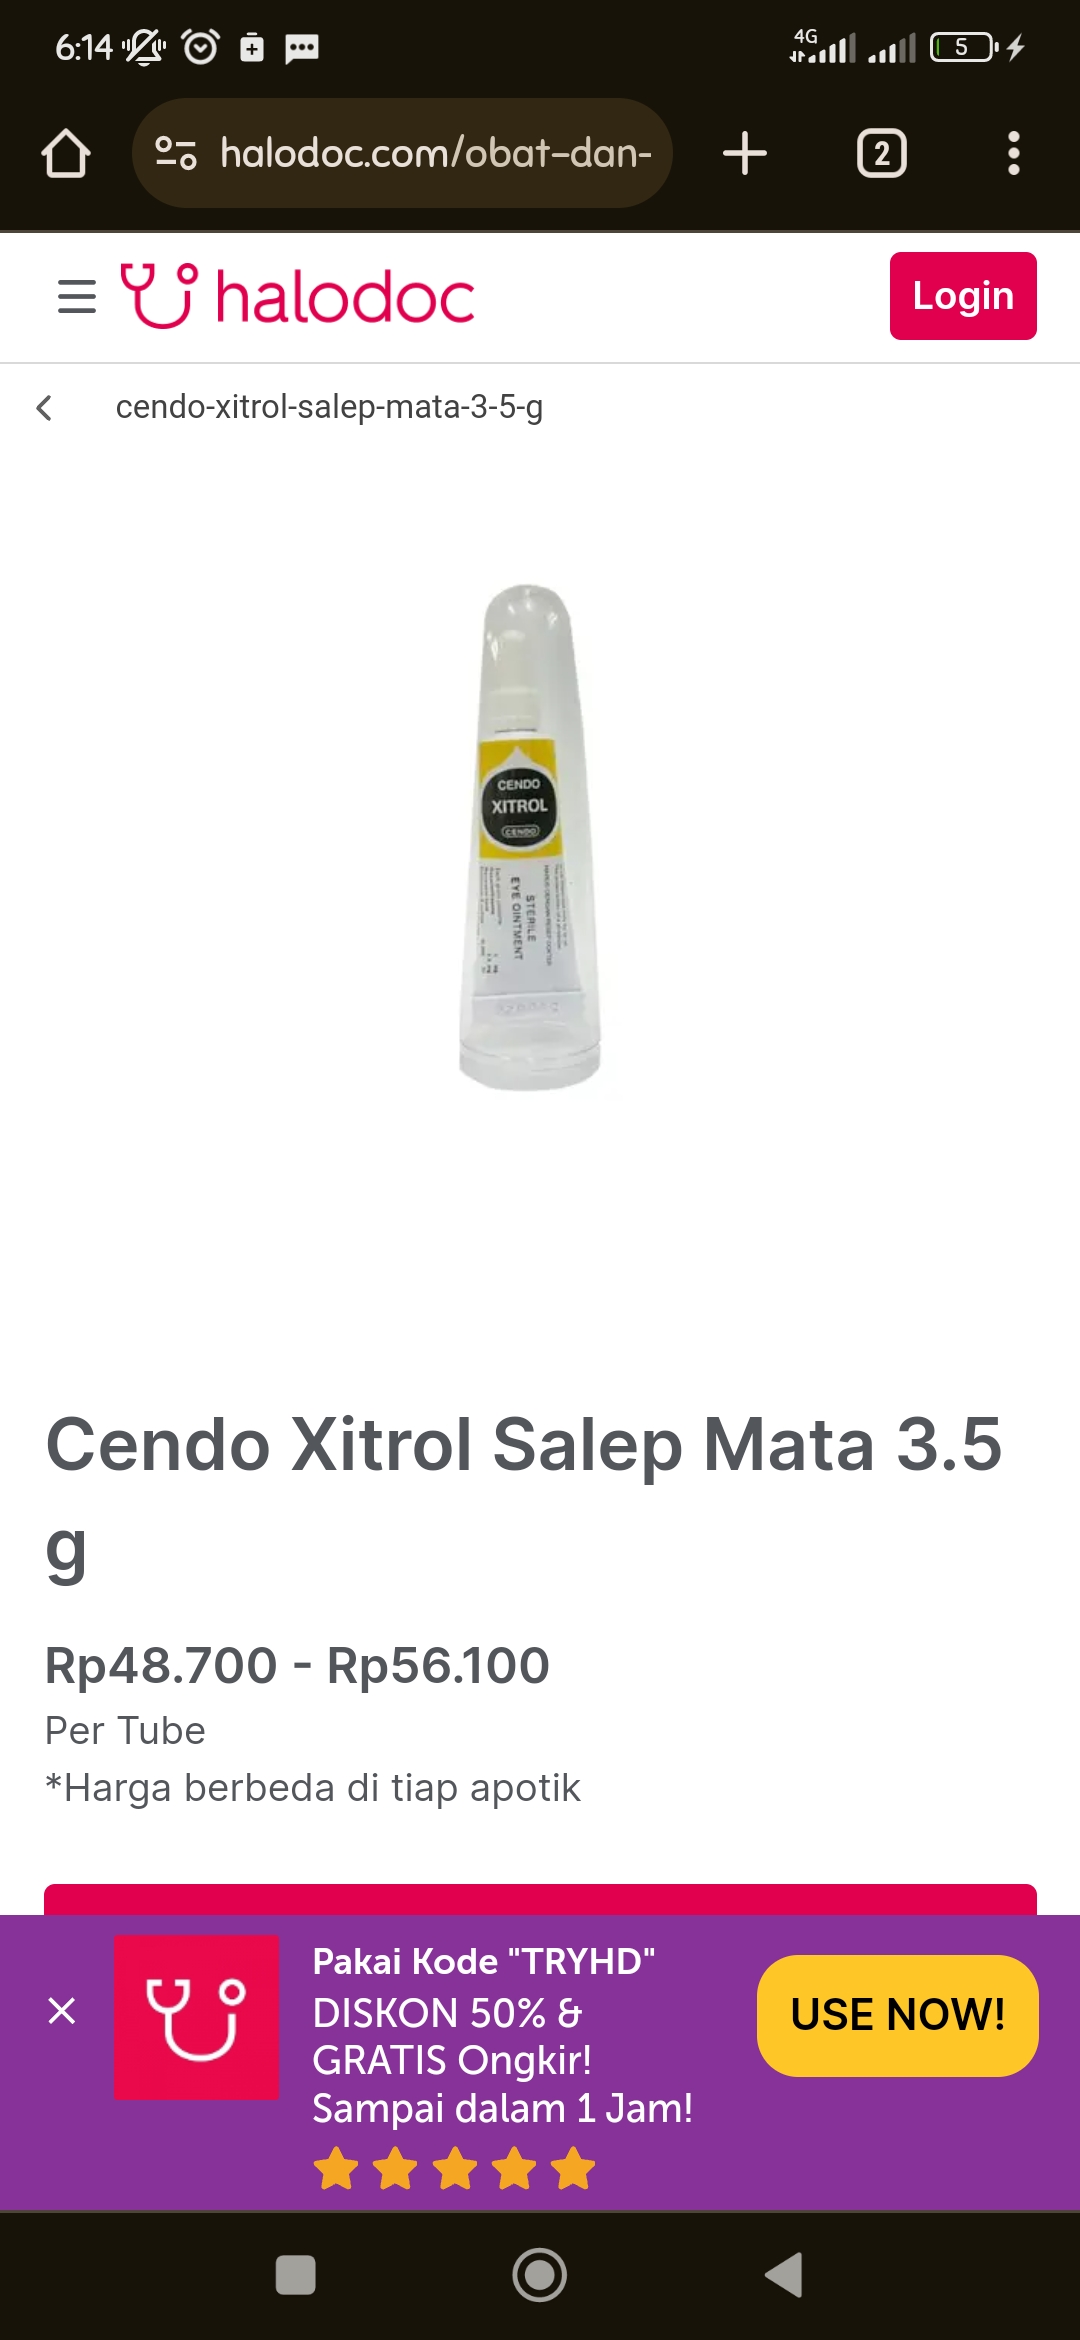 6:14
4G
5
halodoc.com/obat-dan-
2
halodoc
Login
cendo-xitrol-salep-mata-3-5-g
CENDO
XITROL
CENDO
STERILE
EYE OINTMENT
Cendo Xitrol Salep Mata 3.5
g
Rp48.700 - Rp56.100
Per Tube
*Harga berbeda di tiap apotik
Pakai Kode "TRYHD"
DISKON 50% &
GRATIS Ongkir!
Sampai dalam 1 Jam!
USE NOW!